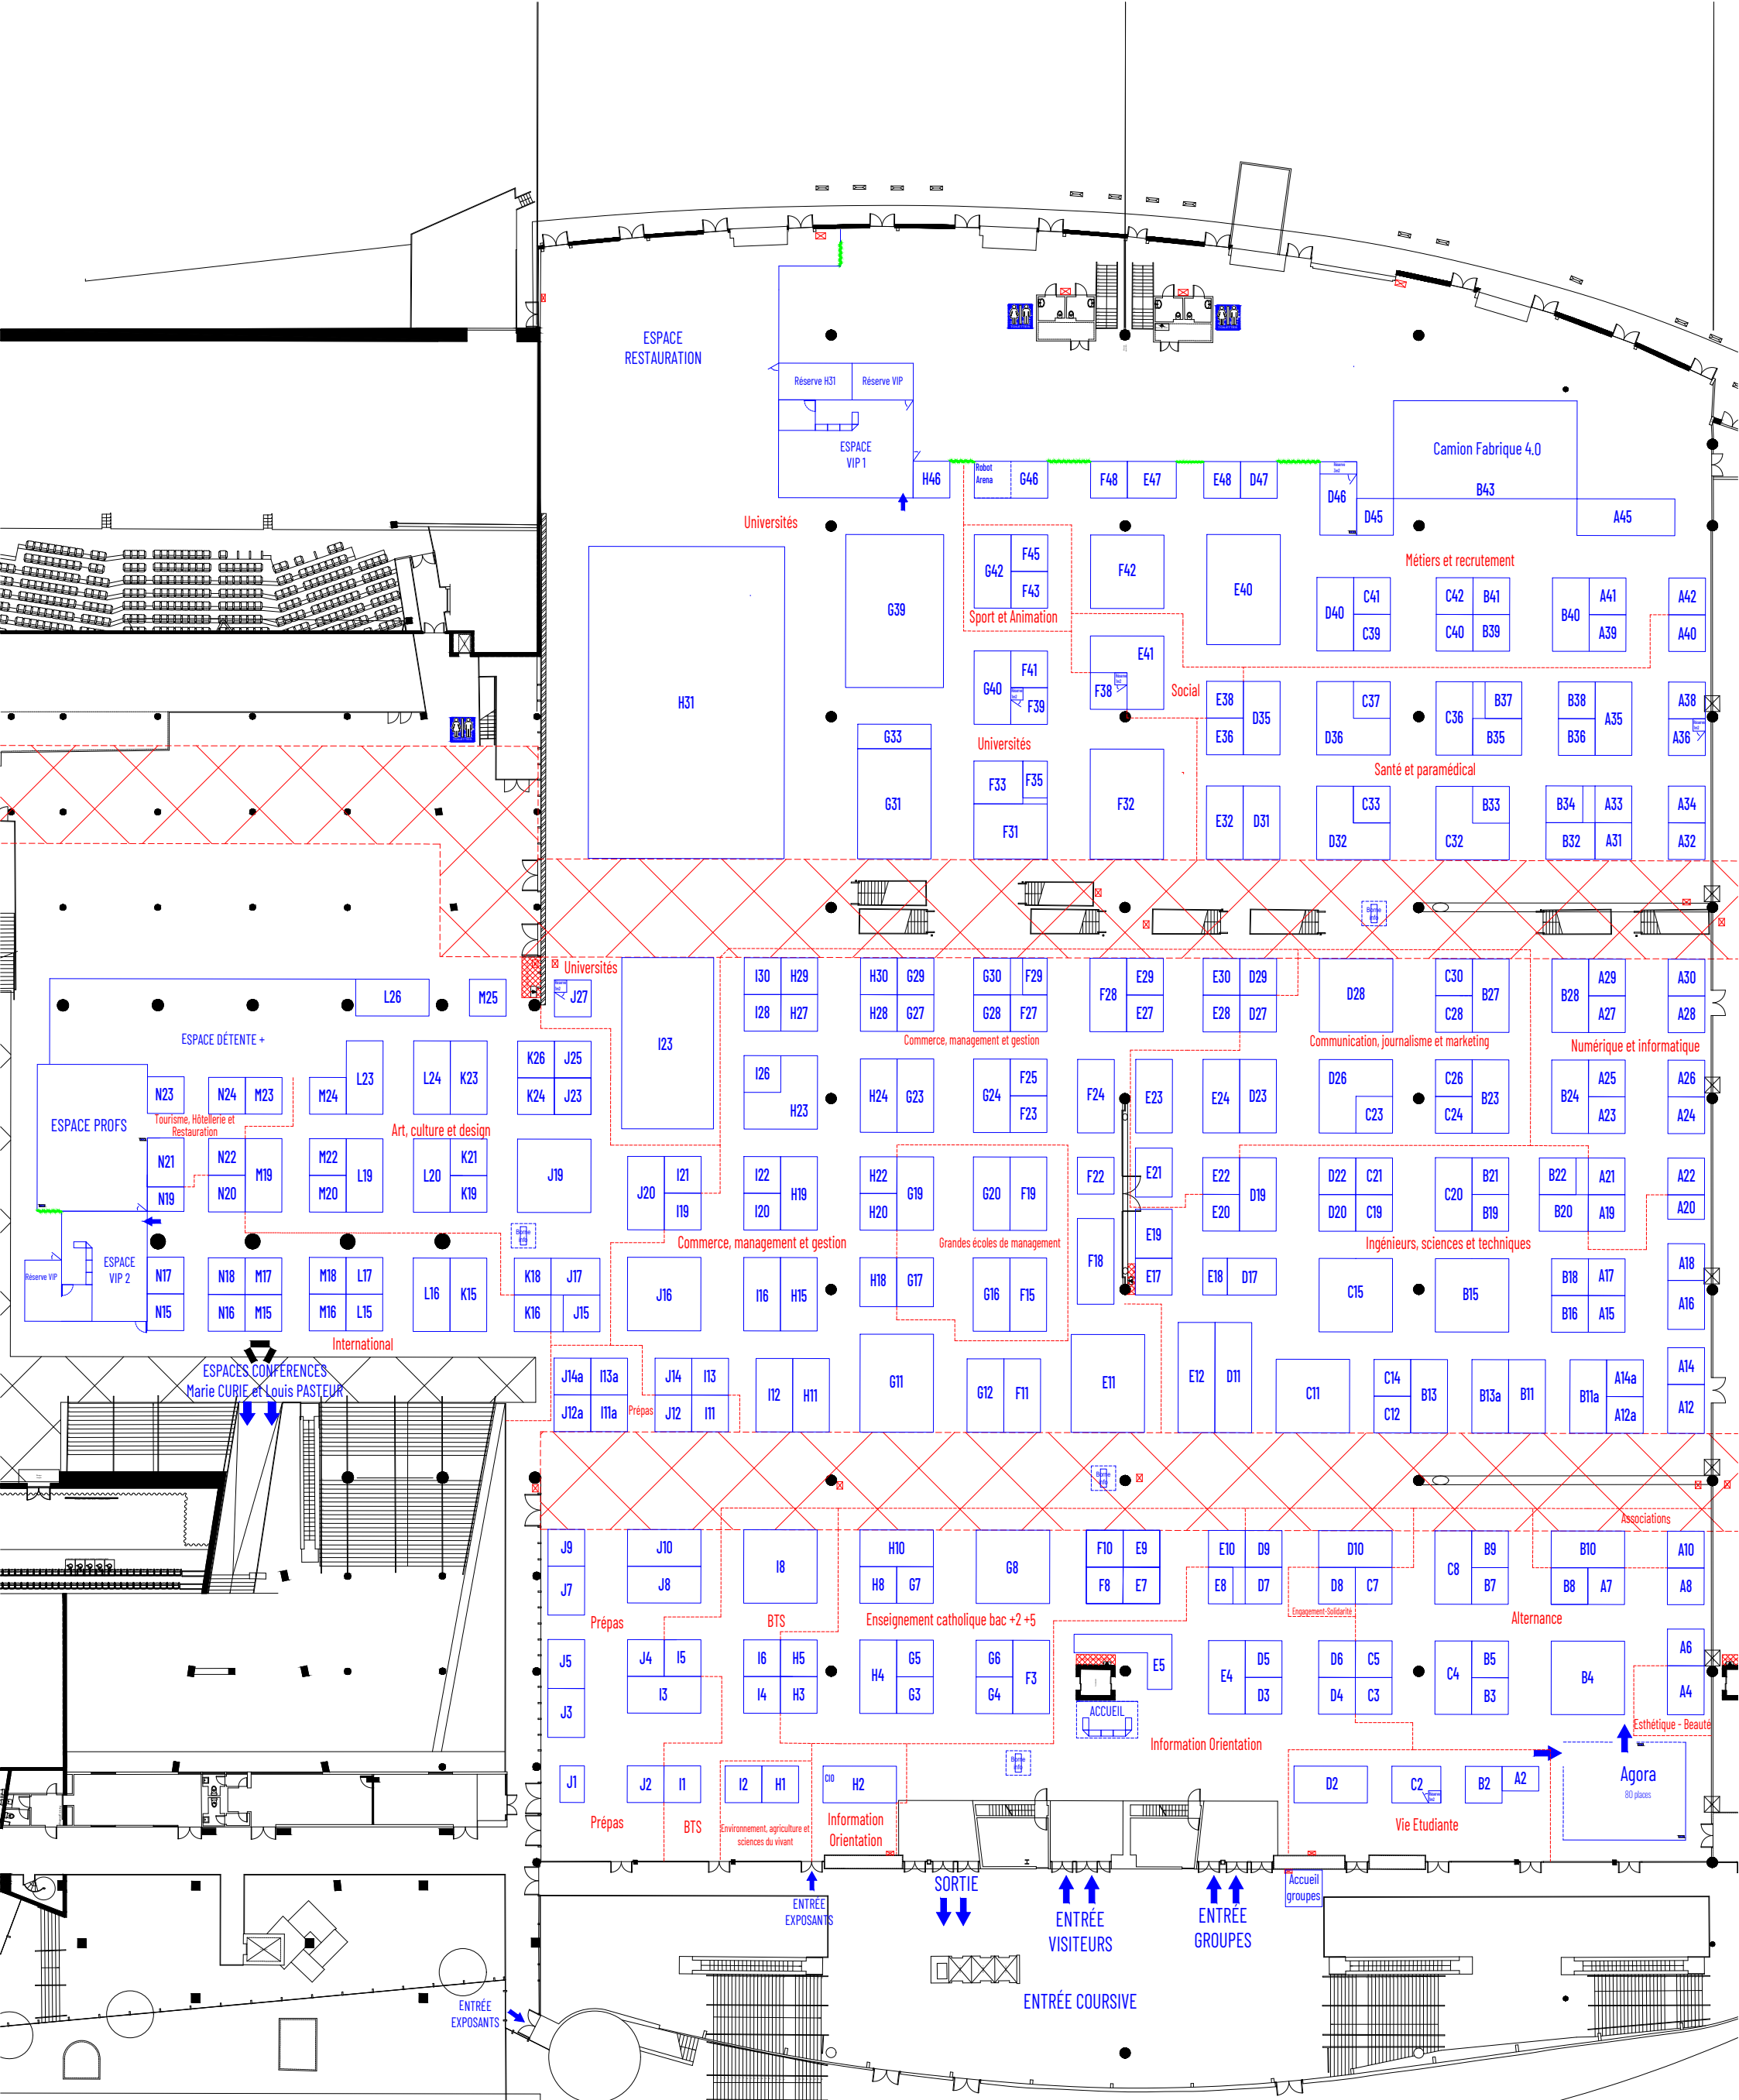 ESPACE
RESTAURATION
Réserve H31
Réserve VIP
ESPACE
VIP 1
Camion Fabrique 4.0
B43
H46
Robot
Arena
G46
F48
E47
E48
D47
D46
D45
A45
Universités
Métiers et recrutement
H31
G39
G42
F45
F43
F42
E40
D40
C41
C39
C42
B41
C40
B39
B40
A41
A39
A42
A40
Sport et Animation
G40
F41
F39
E41
F38
Social
E38
E36
D35
D36
C37
C36
B37
B35
B38
B36
A35
A38
A36
G33
Universités
Santé et paramédical
G31
F33
F35
F31
F32
E32
D31
C33
D32
B33
C32
B34
A33
B32
A31
A34
A32
Borne
info
Universités
L26
M25
J27
I30
H29
I28
H27
H30
G29
H28
G27
G30
F29
G28
F27
F28
E29
E27
E30
D29
E28
D27
D28
C30
C28
B27
B28
A29
A27
A30
A28
ESPACE DÉTENTE +
I23
Commerce, management et gestion
Communication, journalisme et marketing
Numérique et informatique
L23
L24
K23
K26
J25
K24
J23
I26
H23
H24
G23
G24
F25
F23
F24
E23
E24
D23
D26
C23
C26
C24
B23
B24
A25
A23
A26
A24
N23
N24
M23
M24
ESPACE PROFS
Tourisme, Hôtellerie et
Restauration
Art, culture et design
N21
N19
N22
N20
M19
M22
M20
L19
L20
K21
K19
J19
J20
I21
I19
I22
I20
H19
H22
H20
G19
G20
F19
F22
E21
E22
E20
D19
D22
C21
D20
C19
C20
B21
B19
B22
B20
A21
A19
A22
A20
Borne
info
Commerce, management et gestion
Grandes écoles de management
Ingénieurs, sciences et techniques
F18
E19
E17
ESPACE
VIP 2
Réserve VIP
N17
N15
N18
M17
N16
M15
M18
L17
M16
L15
L16
K15
K18
J17
K16
J15
J16
I16
H15
H18
G17
G16
F15
E18
D17
C15
B15
B18
A17
B16
A15
A18
A16
International
ESPACES CONFÉRENCES
Marie CURIE et Louis PASTEUR
J14a
I13a
J12a
I11a
Prépas
J14
I13
J12
I11
I12
H11
G11
G12
F11
E11
E12
D11
C11
C14
C12
B13
B13a
B11
B11a
A14a
A12a
A14
A12
Borne
info
Associations
J9
J7
J10
J8
I8
H10
H8
G7
G8
F10
E9
F8
E7
E10
D9
E8
D7
D10
D8
C7
C8
B9
B7
B10
B8
A7
A10
A8
Prépas
BTS
Enseignement catholique bac +2 +5
Engagement-Solidarité
Alternance
J5
J3
J4
I5
I3
I6
H5
I4
H3
H4
G5
G3
G6
G4
F3
E5
E4
D5
D3
D6
C5
D4
C3
C4
B5
B3
B4
A6
A4
ACCUEIL
Esthétique - Beauté
Information Orientation
Borne
info
J1
J2
I1
I2
H1
CIO
H2
D2
C2
B2
A2
Agora
80 places
Prépas
BTS
Environnement, agriculture et
sciences du vivant
Information
Orientation
Vie Etudiante
ENTRÉE
EXPOSANTS
SORTIE
ENTRÉE
VISITEURS
ENTRÉE
GROUPES
Accueil
groupes
ENTRÉE
EXPOSANTS
ENTRÉE COURSIVE